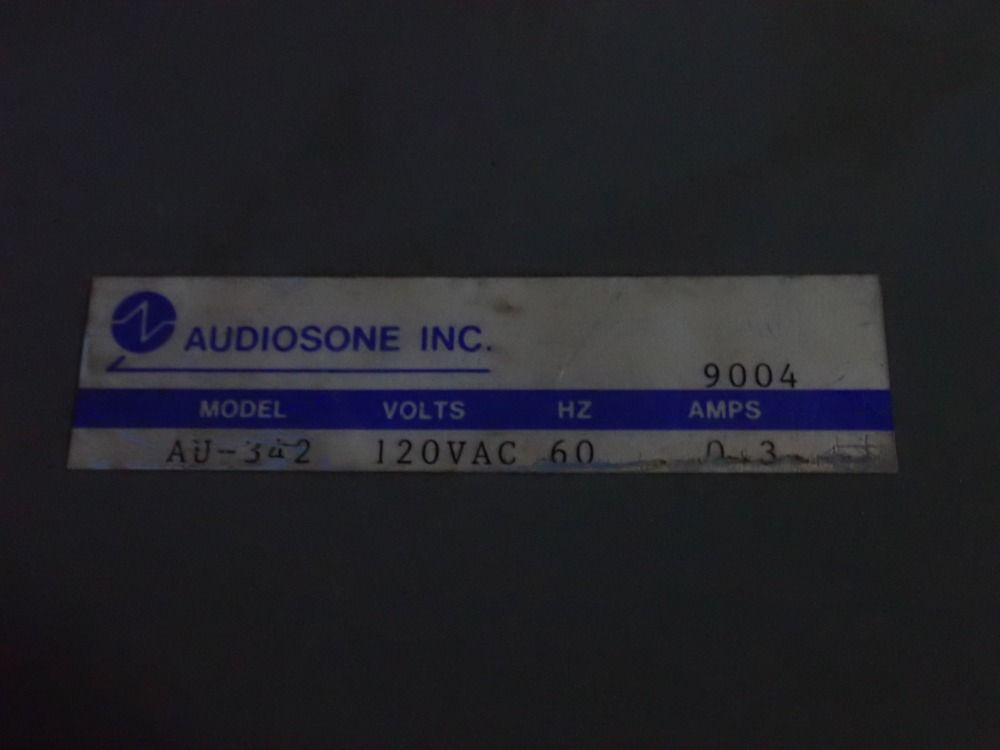 AUDIOSONE INC.
9004
MODEL VOLTS HZ AMPS
AU-342 120VAC 60 0.3